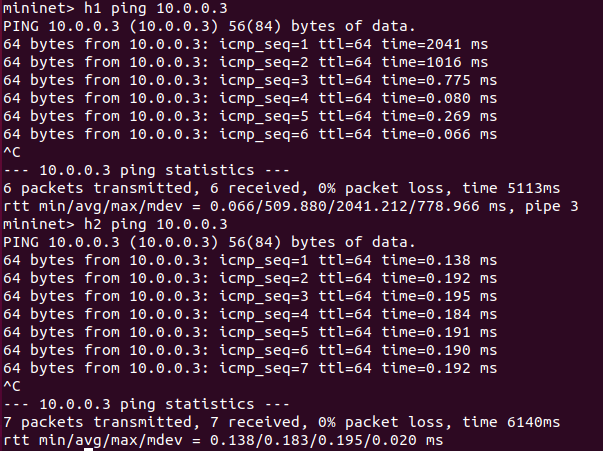 mininet> h1 ping 10.0.0.3
PING 10.0.0.3 (10.0.0.3) 56(84) bytes of data.
64 bytes from 10.0.0.3: icmp_seq=1 ttl=64 time=2041 ms
64 bytes from 10.0.0.3: icmp_seq=2 ttl=64 time=1016 ms
64 bytes from 10.0.0.3: icmp_seq=3 ttl=64 time=0.775 ms
64 bytes from 10.0.0.3: icmp_seq=4 ttl=64 time=0.080 ms
64 bytes from 10.0.0.3: icmp_seq=5 ttl=64 time=0.269 ms
64 bytes from 10.0.0.3: icmp_seq=6 ttl=64 time=0.066 ms
^C
--- 10.0.0.3 ping statistics ---
6 packets transmitted, 6 received, 0% packet loss, time 5113ms
rtt min/avg/max/mdev = 0.066/509.880/2041.212/778.966 ms, pipe 3
mininet> h2 ping 10.0.0.3
PING 10.0.0.3 (10.0.0.3) 56(84) bytes of data.
64 bytes from 10.0.0.3: icmp_seq=1 ttl=64 time=0.138 ms
64 bytes from 10.0.0.3: icmp_seq=2 ttl=64 time=0.192 ms
64 bytes from 10.0.0.3: icmp_seq=3 ttl=64 time=0.195 ms
64 bytes from 10.0.0.3: icmp_seq=4 ttl=64 time=0.184 ms
64 bytes from 10.0.0.3: icmp_seq=5 ttl=64 time=0.191 ms
64 bytes from 10.0.0.3: icmp_seq=6 ttl=64 time=0.190 ms
64 bytes from 10.0.0.3: icmp_seq=7 ttl=64 time=0.192 ms
^C
--- 10.0.0.3 ping statistics ---
7 packets transmitted, 7 received, 0% packet loss, time 6140ms
rtt min/avg/max/mdev = 0.138/0.183/0.195/0.020 ms